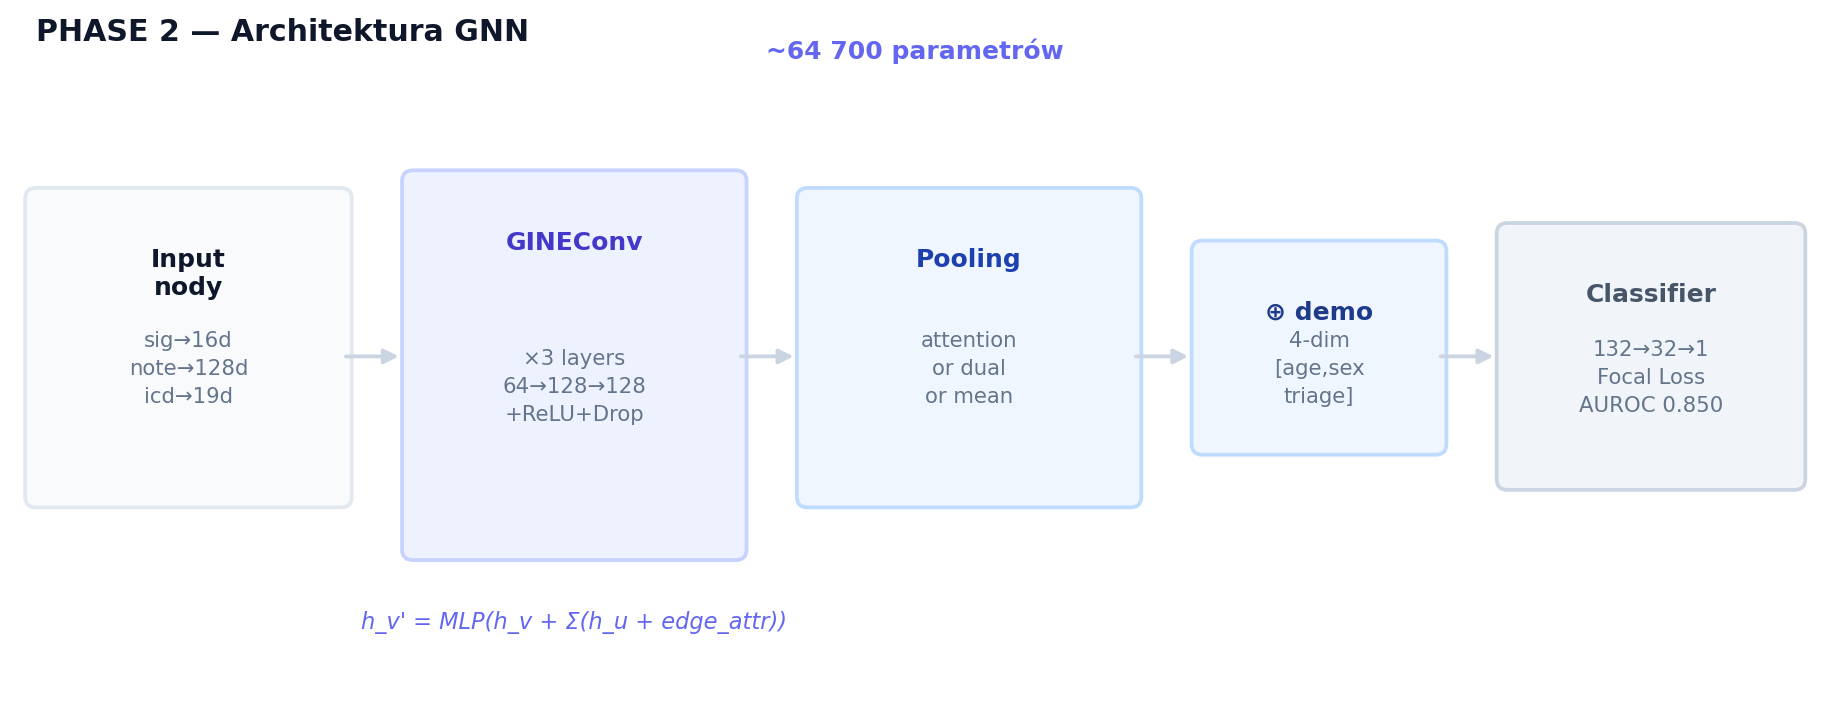 PHASE 2 — Architektura GNN
~64 700 parametrów
Input
nody
sig→16d
note→128d
icd→19d
GINEConv
×3 layers
64→128→128
+ReLU+Drop
Pooling
attention
or dual
or mean
⊕ demo
4-dim
[age,sex
triage]
Classifier
132→32→1
Focal Loss
AUROC 0.850
h_v' = MLP(h_v + Σ(h_u + edge_attr))